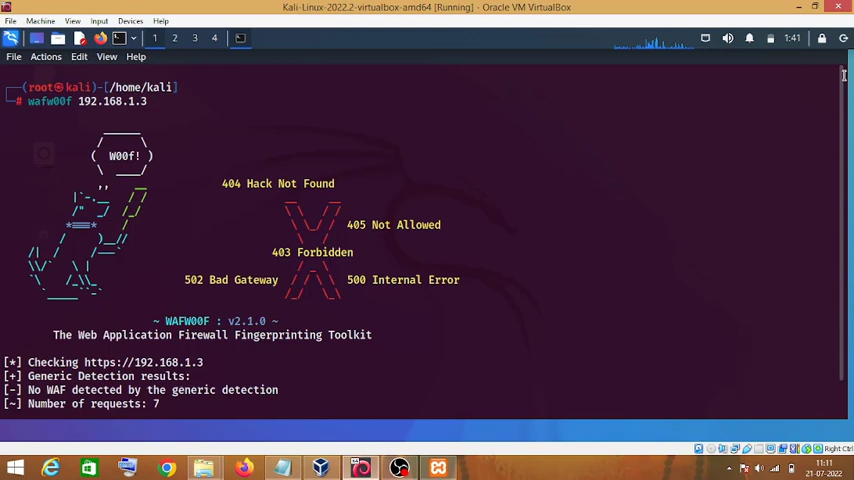 Kali-Linux-2022.2-virtualbox-amd64 [Running] - Oracle VM VirtualBox
File Machine View Input Devices Help
1 2 3 4 1:41
File Actions Edit View Help
(root㉿kali)-[/home/kali]
# wafw00f 192.168.1.3
( W00f! )
404 Hack Not Found
405 Not Allowed
403 Forbidden
502 Bad Gateway 500 Internal Error
~ WAFW00F : v2.1.0 ~
The Web Application Firewall Fingerprinting Toolkit
[*] Checking https://192.168.1.3
[+] Generic Detection results:
[-] No WAF detected by the generic detection
[~] Number of requests: 7
Right Ctrl
11:11
21-07-2022